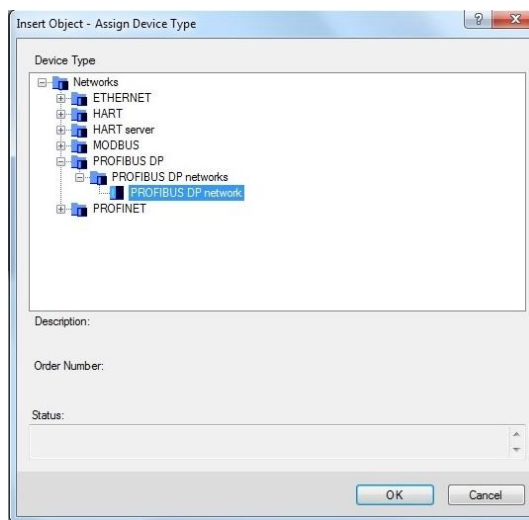 Insert Object - Assign Device Type
Device Type
Networks
ETHERNET
HART
HART server
MODBUS
PROFIBUS DP
PROFIBUS DP networks
PROFIBUS DP network
PROFINET
Description:
Order Number:
Status:
OK Cancel